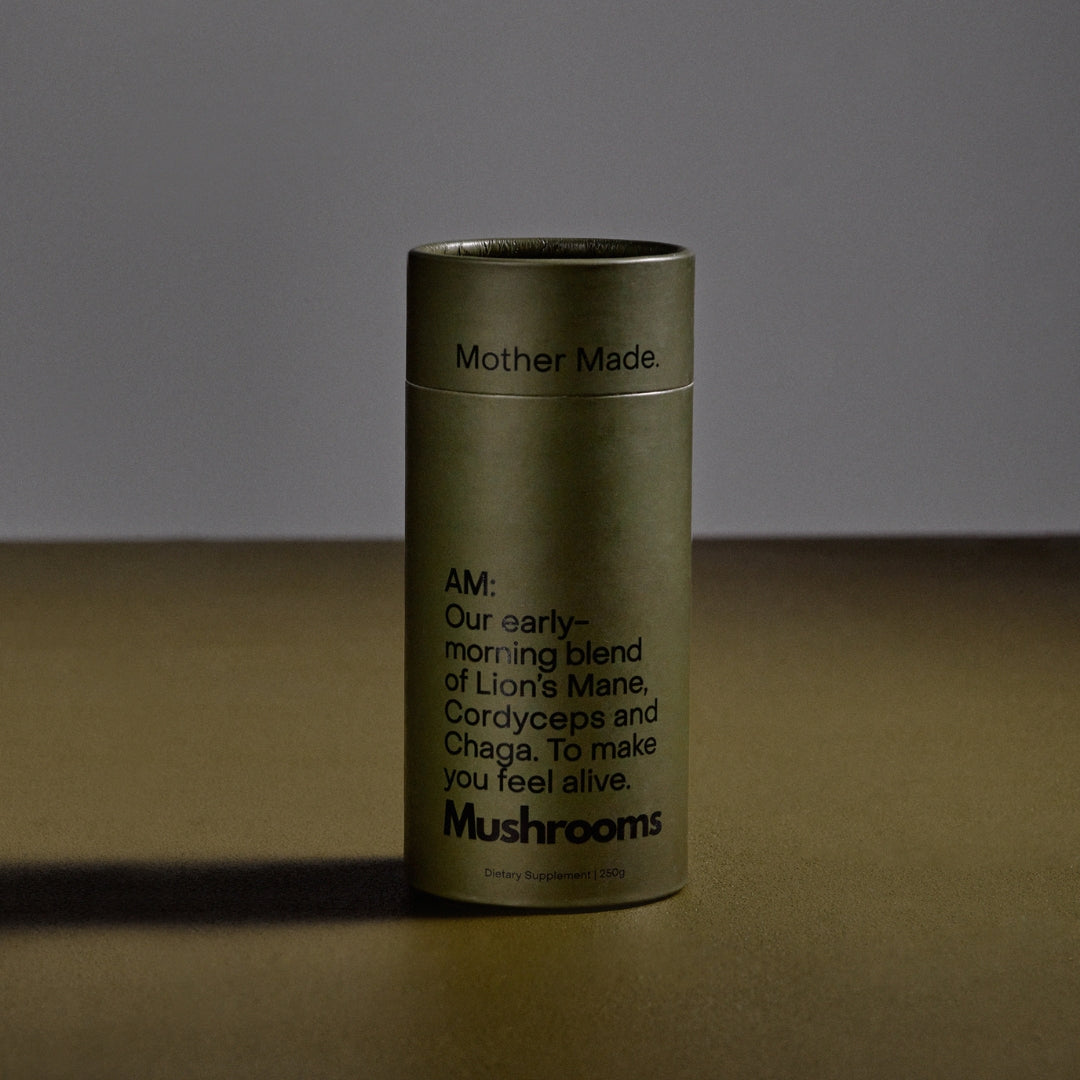 Mother Made.
AM:
Our early-
morning blend
of Lion's Mane,
Cordyceps and
Chaga. To make
you feel alive.
Mushrooms
Dietary Supplement | 250g